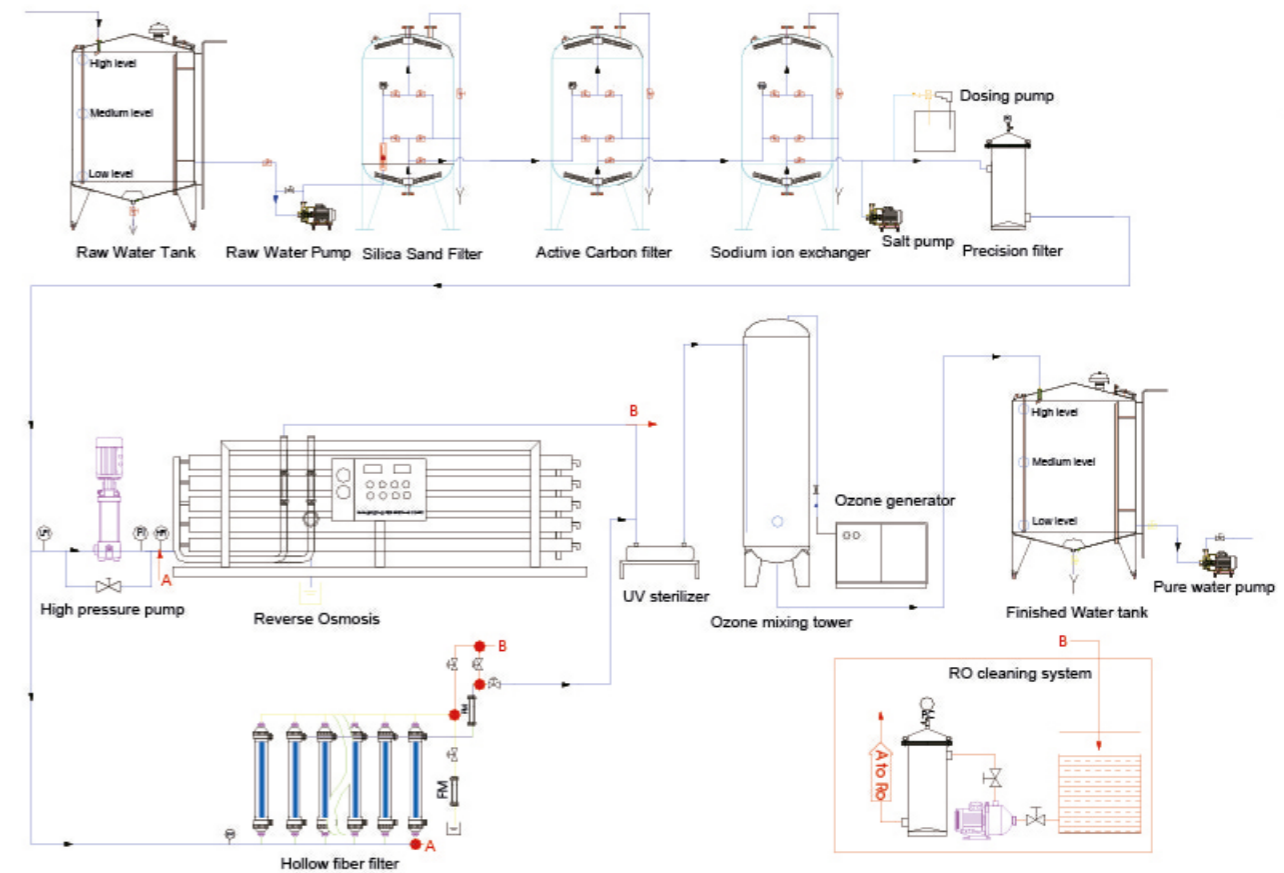 High level
Medium level
Low level
Dosing pump
Raw Water Tank
Raw Water Pump
Silica Sand Filter
Active Carbon filter
Sodium ion exchanger
Salt pump
Precision filter
B
High level
Medium level
Low level
Ozone generator
A
High pressure pump
Reverse Osmosis
UV sterilizer
Ozone mixing tower
Pure water pump
Finished Water tank
B
B
RO cleaning system
FM
FM
A to Ro
A
Hollow fiber filter